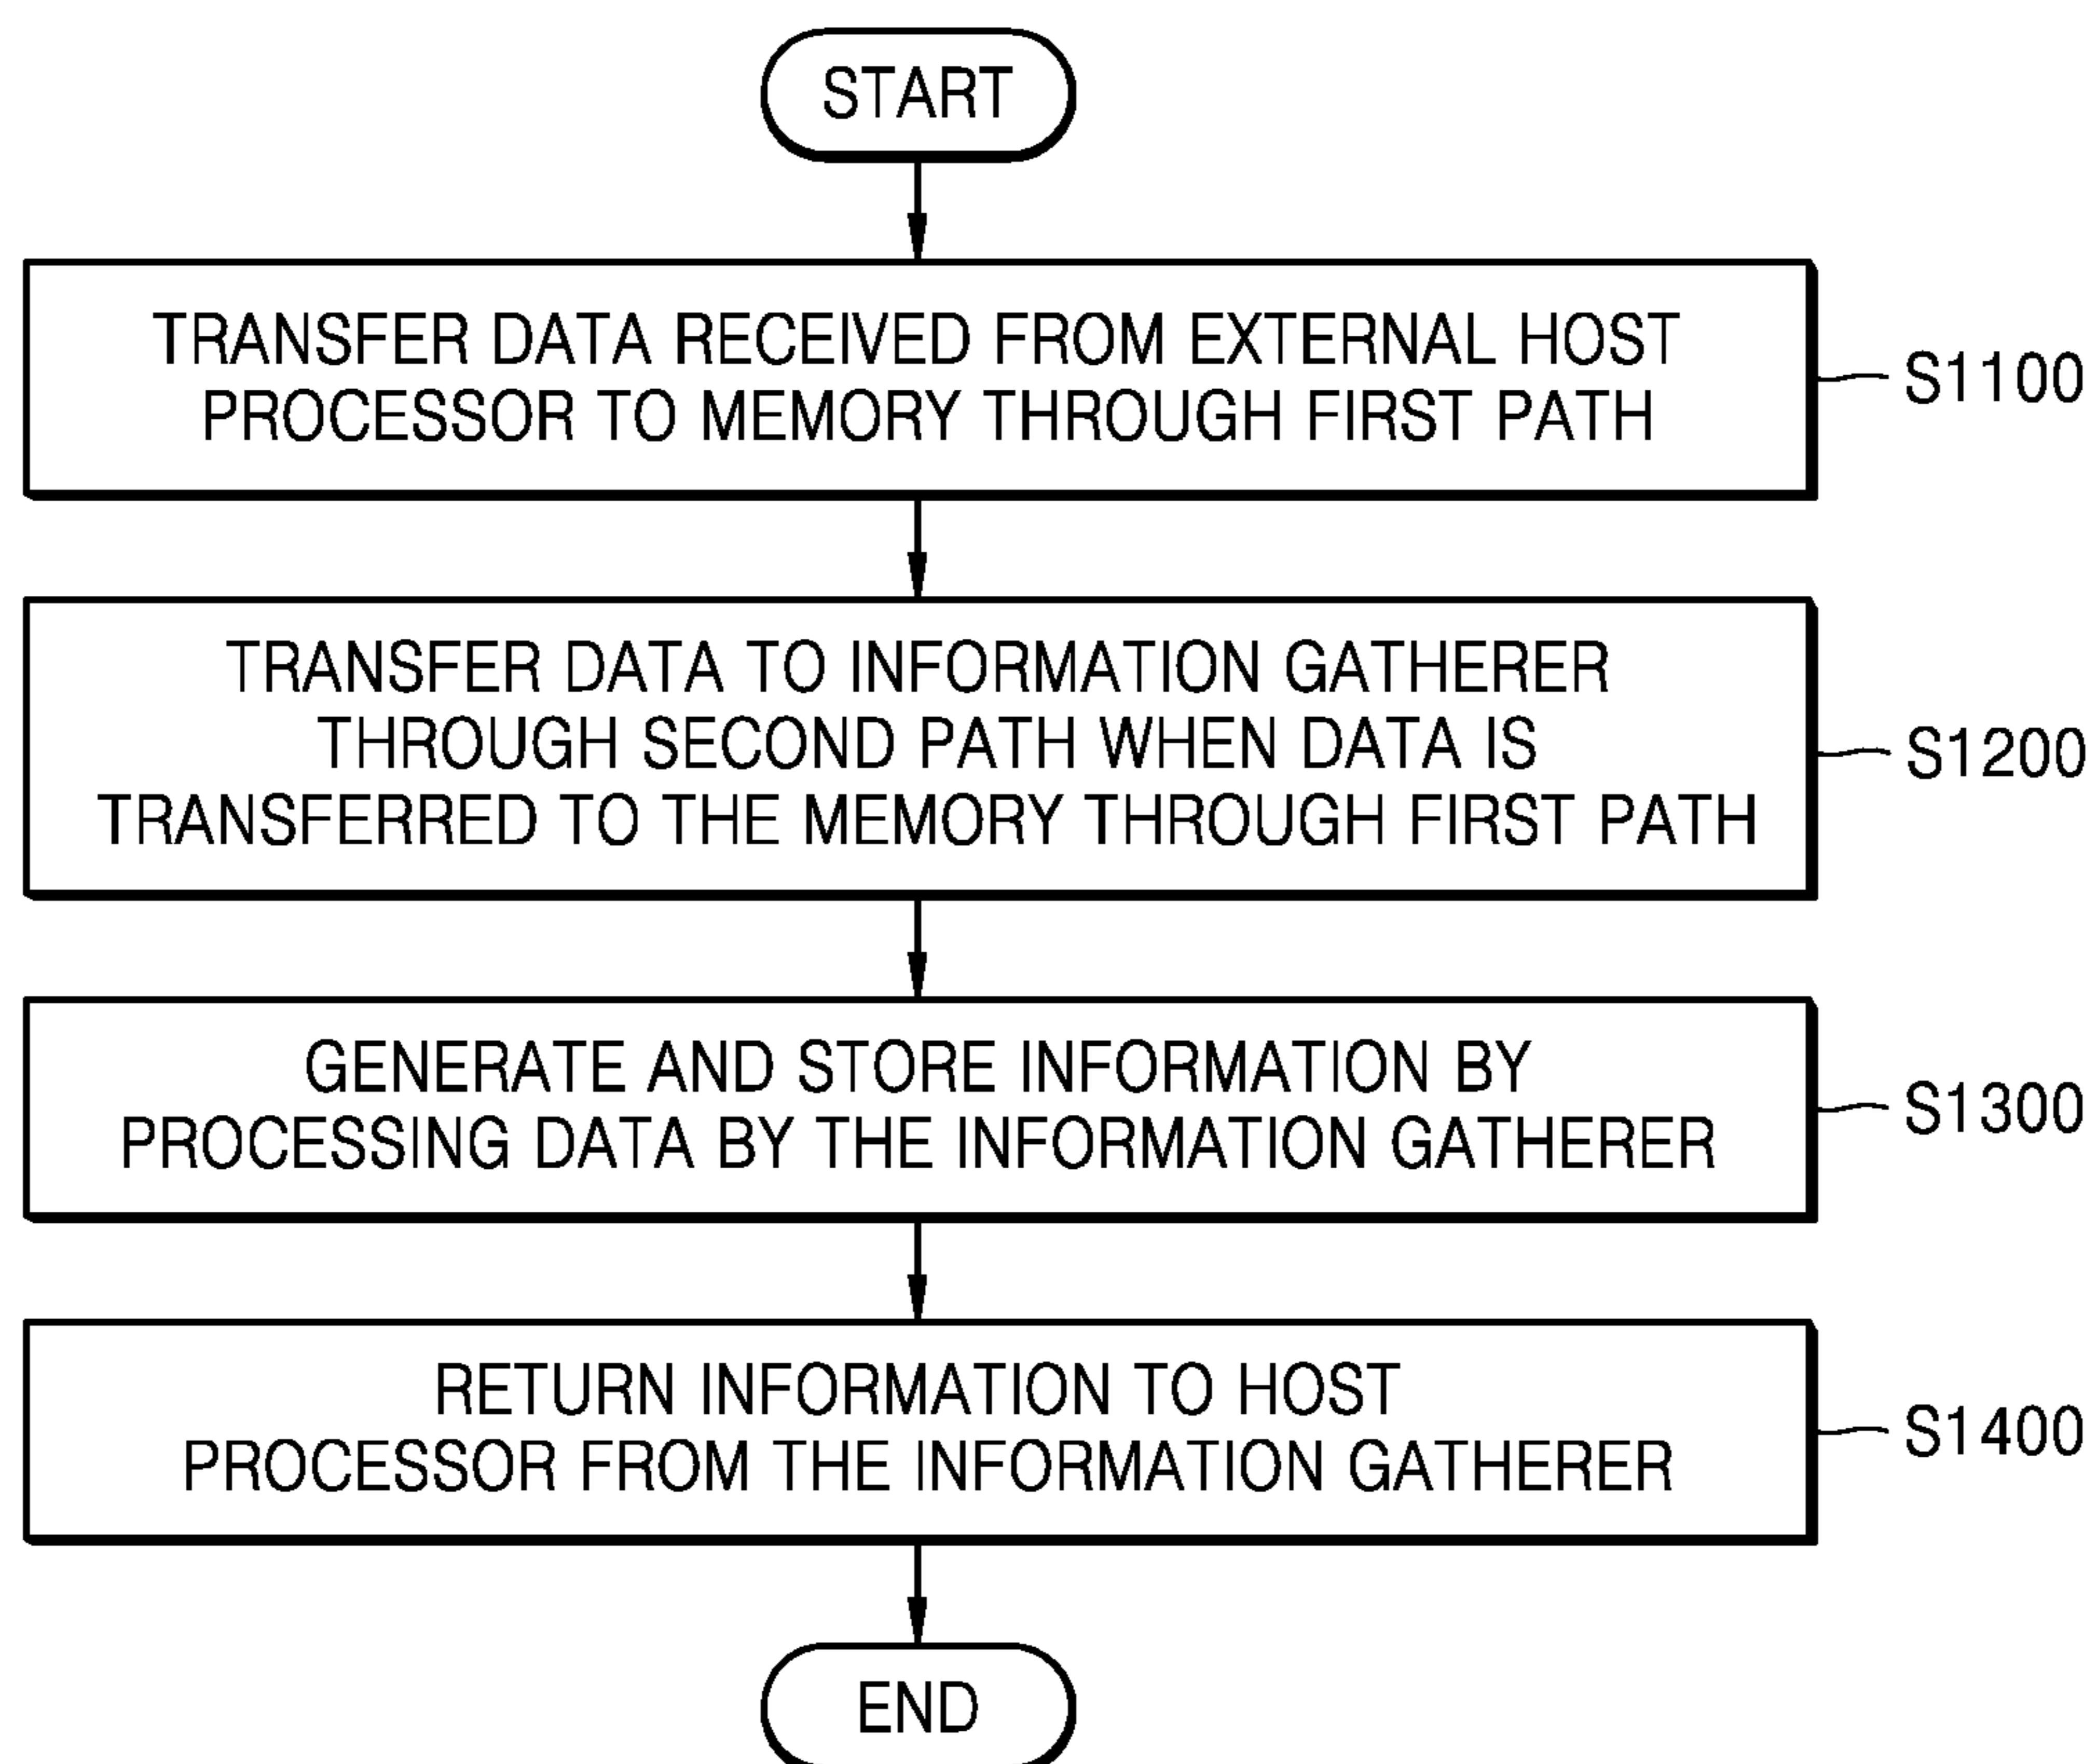 START
TRANSFER DATA RECEIVED FROM EXTERNAL HOST
PROCESSOR TO MEMORY THROUGH FIRST PATH
S1100
TRANSFER DATA TO INFORMATION GATHERER
THROUGH SECOND PATH WHEN DATA IS
TRANSFERRED TO THE MEMORY THROUGH FIRST PATH
S1200
GENERATE AND STORE INFORMATION BY
PROCESSING DATA BY THE INFORMATION GATHERER
S1300
RETURN INFORMATION TO HOST
PROCESSOR FROM THE INFORMATION GATHERER
S1400
END